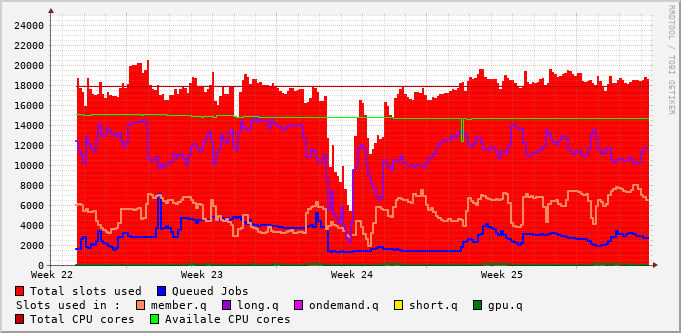 RRDTOOL / TOBI OETIKER
24000
22000
20000
18000
16000
14000
12000
10000
8000
6000
4000
2000
0
Week 22 Week 23 Week 24 Week 25
Total slots used Queued Jobs
Slots used in : member.q long.q ondemand.q short.q gpu.q
Total CPU cores Availale CPU cores